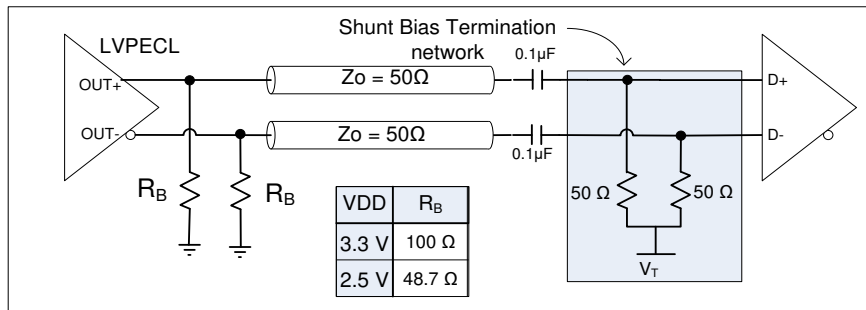 Shunt Bias Termination
network
LVPECL
0.1µF
OUT+
Zo = 50Ω
D+
OUT-
Zo = 50Ω
D-
0.1µF
R_B
R_B
50 Ω
50 Ω
VDD R_B
3.3 V 100 Ω
2.5 V 48.7 Ω
V_T